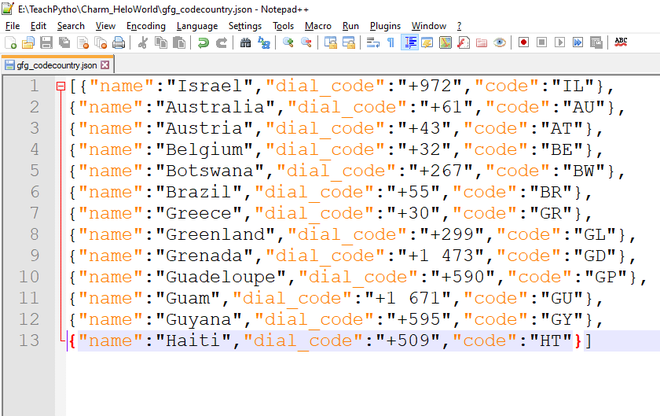 E:\TeachPytho\Charm_HeloWorld\gfg_codecountry.json - Notepad++
File Edit Search View Encoding Language Settings Tools Macro Run Plugins Window ?
gfg_codecountry.json
1 [{"name":"Israel","dial_code":"+972","code":"IL"},
2 {"name":"Australia","dial_code":"+61","code":"AU"},
3 {"name":"Austria","dial_code":"+43","code":"AT"},
4 {"name":"Belgium","dial_code":"+32","code":"BE"},
5 {"name":"Botswana","dial_code":"+267","code":"BW"},
6 {"name":"Brazil","dial_code":"+55","code":"BR"},
7 {"name":"Greece","dial_code":"+30","code":"GR"},
8 {"name":"Greenland","dial_code":"+299","code":"GL"},
9 {"name":"Grenada","dial_code":"+1 473","code":"GD"},
10 {"name":"Guadeloupe","dial_code":"+590","code":"GP"},
11 {"name":"Guam","dial_code":"+1 671","code":"GU"},
12 {"name":"Guyana","dial_code":"+595","code":"GY"},
13 {"name":"Haiti","dial_code":"+509","code":"HT"}]